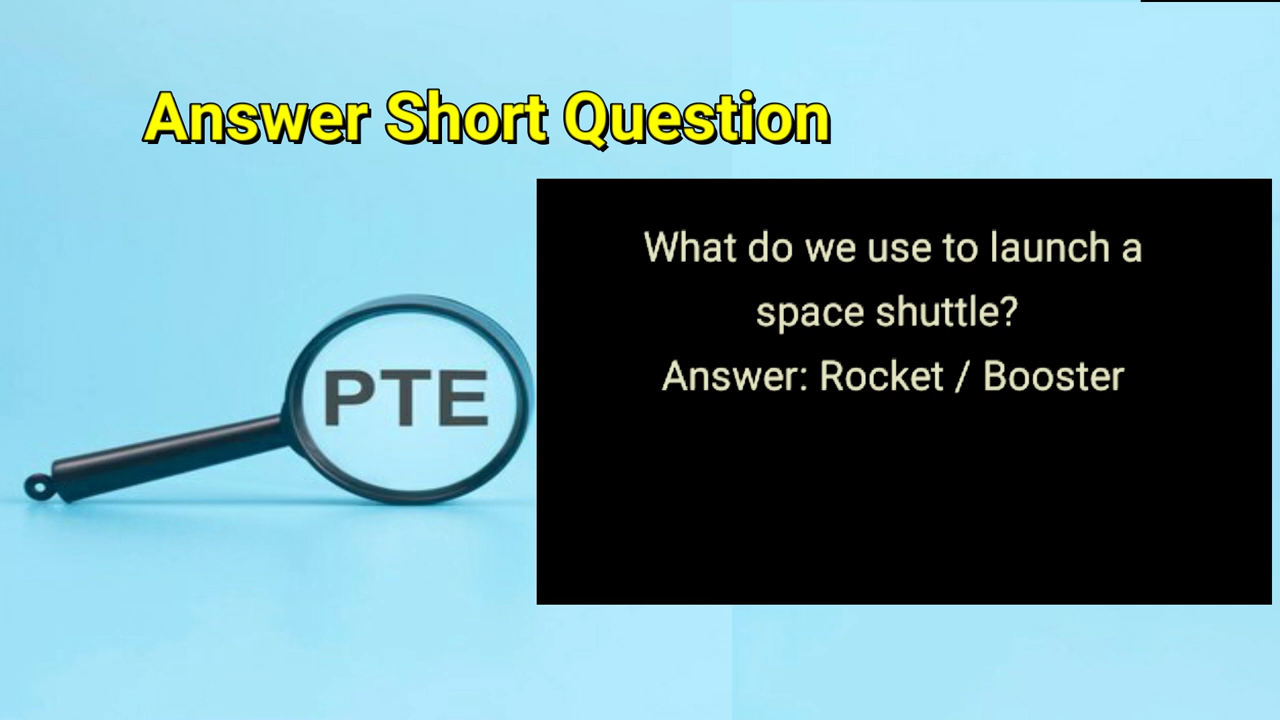 Answer Short Question
What do we use to launch a
space shuttle?
Answer: Rocket / Booster
PTE